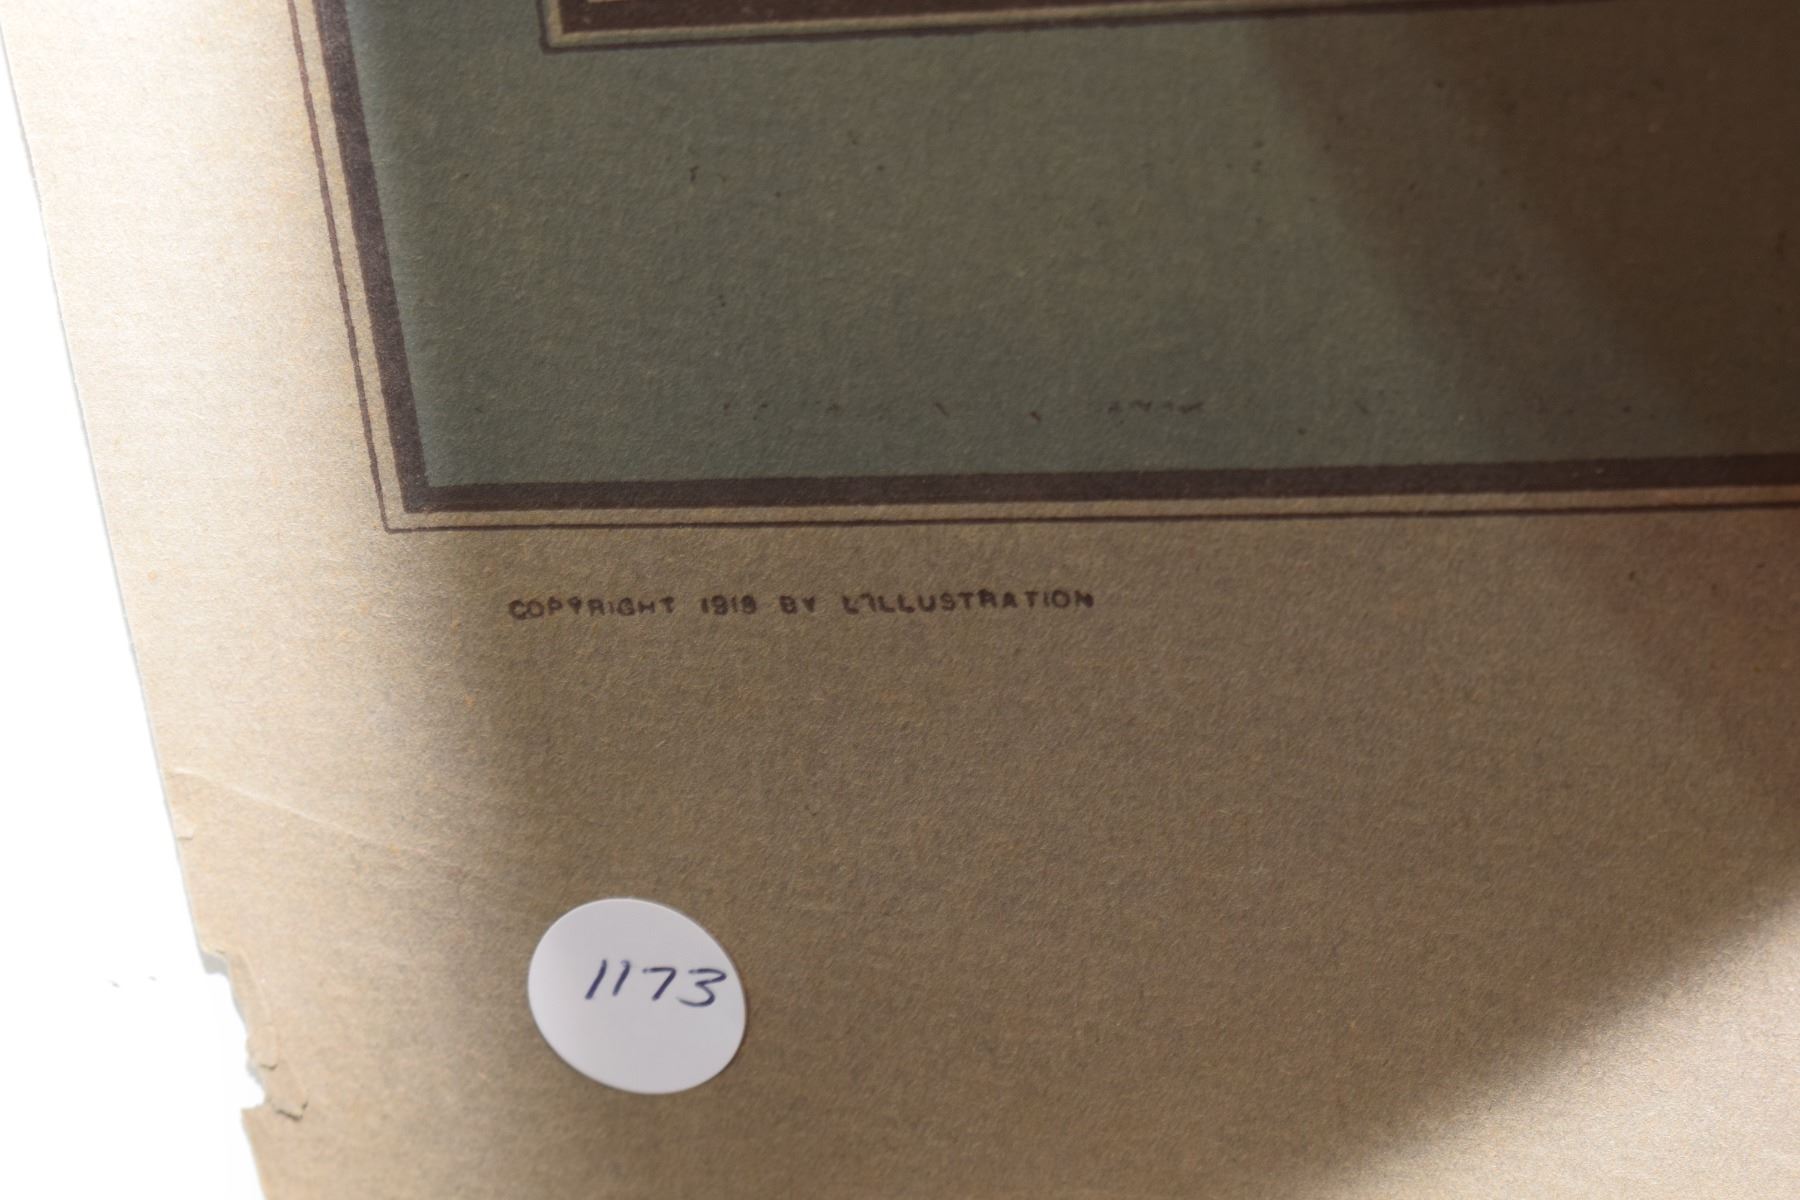 COPYRIGHT 1919 BY L'ILLUSTRATION
1173